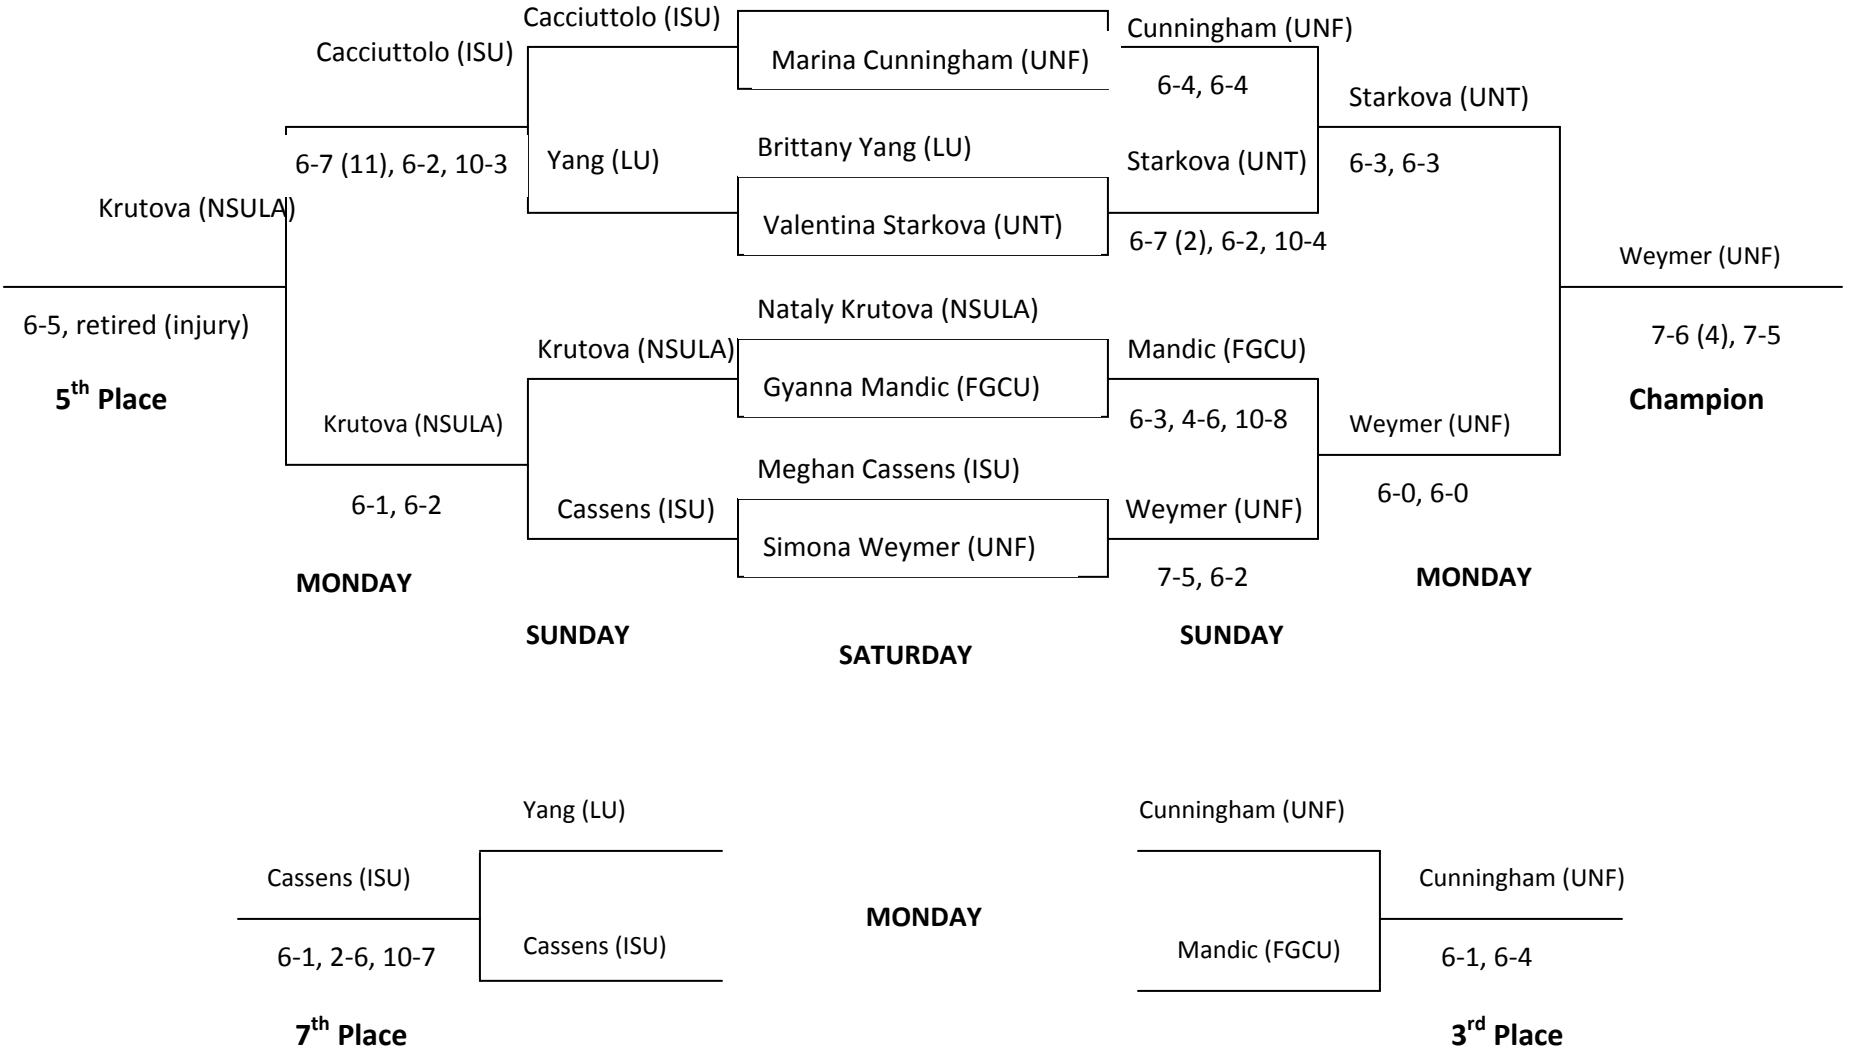 Cacciuttolo (ISU)
Cunningham (UNF)
Cacciuttolo (ISU)
Marina Cunningham (UNF)
6-4, 6-4
Starkova (UNT)
Brittany Yang (LU)
6-7 (11), 6-2, 10-3
Yang (LU)
Starkova (UNT)
6-3, 6-3
Krutova (NSULA)
Valentina Starkova (UNT)
6-7 (2), 6-2, 10-4
Weymer (UNF)
Nataly Krutova (NSULA)
6-5, retired (injury)
7-6 (4), 7-5
Krutova (NSULA)
Mandic (FGCU)
Gyanna Mandic (FGCU)
5th Place
Champion
6-3, 4-6, 10-8
Krutova (NSULA)
Weymer (UNF)
Meghan Cassens (ISU)
6-1, 6-2
6-0, 6-0
Cassens (ISU)
Weymer (UNF)
Simona Weymer (UNF)
7-5, 6-2
MONDAY
MONDAY
SUNDAY
SUNDAY
SATURDAY
Yang (LU)
Cunningham (UNF)
Cassens (ISU)
Cunningham (UNF)
MONDAY
Cassens (ISU)
Mandic (FGCU)
6-1, 2-6, 10-7
6-1, 6-4
7th Place
3rd Place